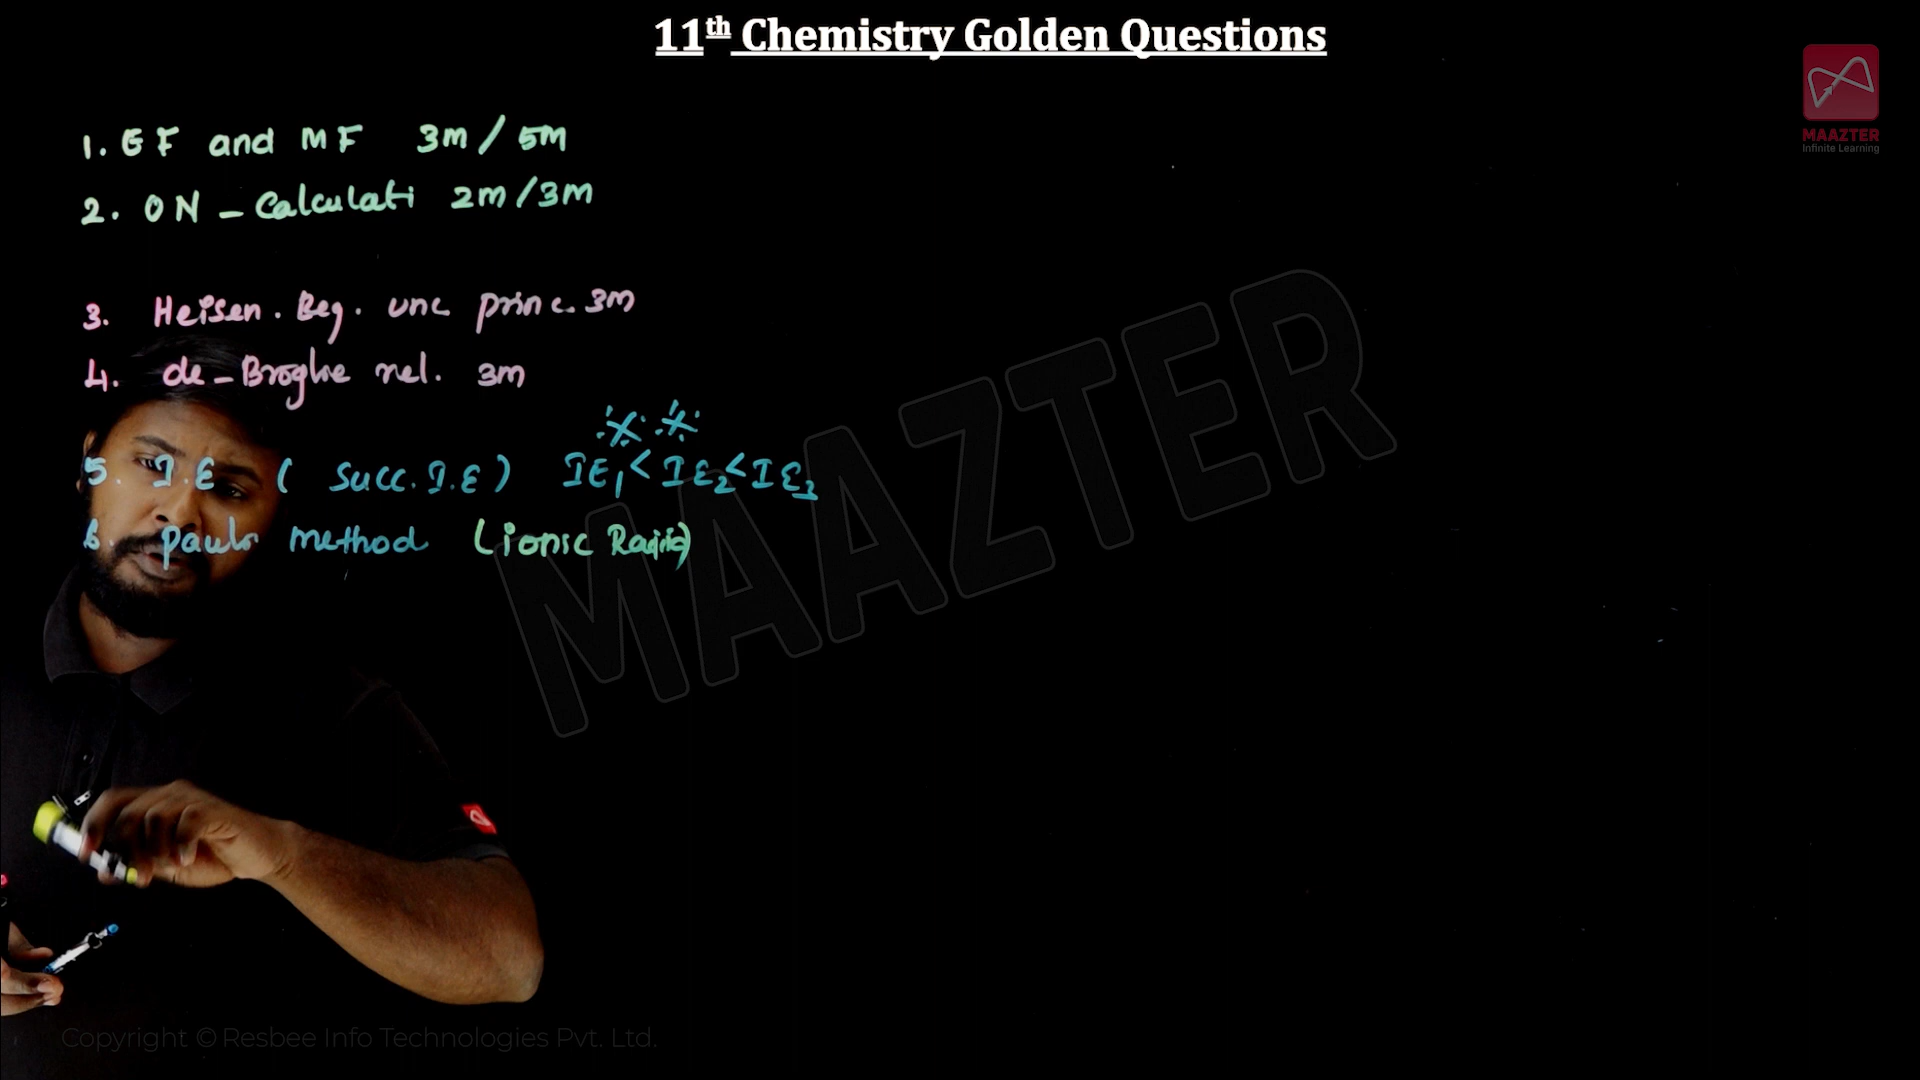 11th Chemistry Golden Questions
MAAZTER
Infinite Learning
1. EF and MF 3m / 5m
2. ON - Calculati 2m/3m
3. Heisen. Beg. unc princ. 3m
4. de-Broglie rel. 3m
5. I.E ( Succ. I.E ) IE1 < IE2 < IE3
6. method (ionic
MAAZTER
Copyright © Resbee Info Technologies Pvt. Ltd.